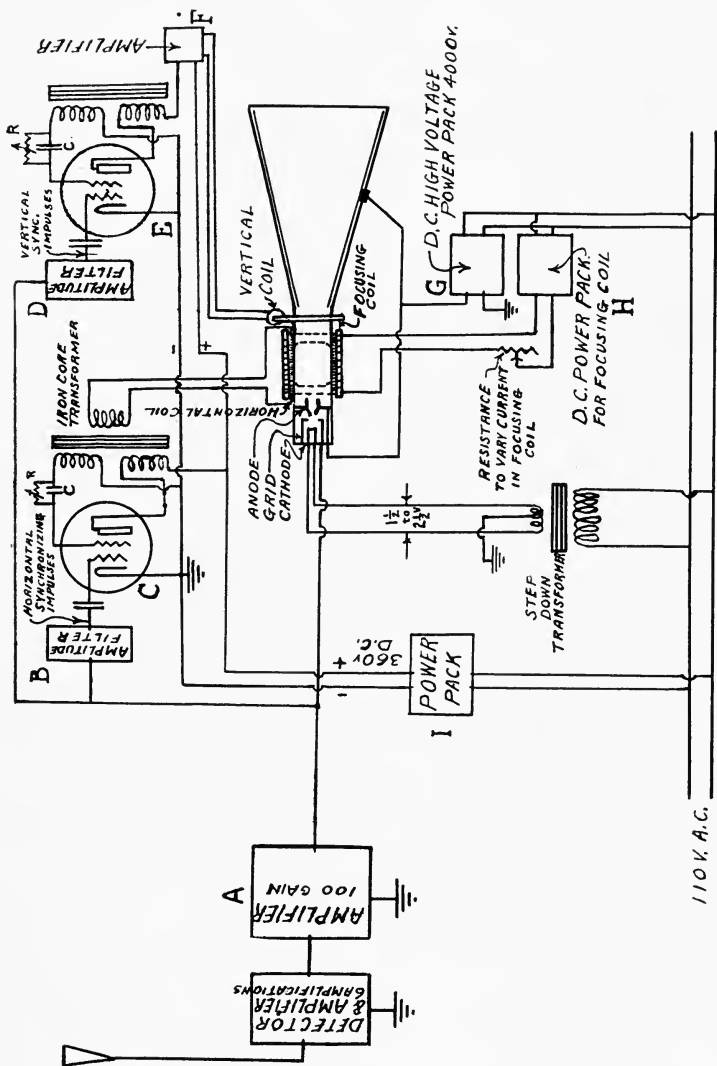 AMPLIFIER
F
R
C.
VERTICAL
SYNC.
IMPULSES
E
D
AMPLITUDE
FILTER
IRON CORE
TRANSFORMER
-
+
R
C
HORIZONTAL
SYNCHRONIZING
IMPULSES
C
B
AMPLITUDE
FILTER
VERTICAL
COIL
FOCUSING
COIL
HORIZONTAL COIL
ANODE
GRID
CATHODE
D.C. HIGH VOLTAGE
POWER PACK 4000V.
G
D.C. POWER PACK
FOR FOCUSING COIL
H
RESISTANCE
TO VARY CURRENT
IN FOCUSING
COIL
1½
to
2½V
STEP
DOWN
TRANSFORMER
+
-
360V
D.C.
POWER
PACK
I
A
AMPLIFIER
100 GAIN
DETECTOR
& AMPLIFIER
6 AMPLIFICATIONS
110 V. A.C.